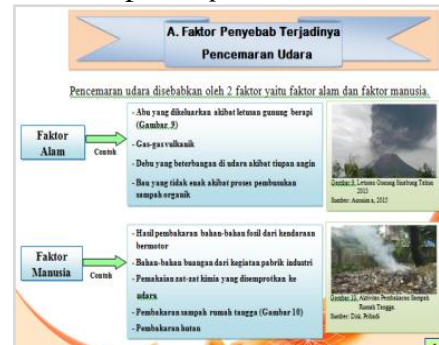 A. Faktor Penyebab Terjadinya
Pencemaran Udara
Pencemaran udara disebabkan oleh 2 faktor yaitu faktor alam dan faktor manusia.
Faktor
Alam
Contoh
- Abu yang dikeluarkan akibat letusan gunung berapi
(Gambar 9)
- Gas-gas vulkanik
- Debu yang beterbangan di udara akibat tiupan angin
- Bau yang tidak enak akibat proses pembusukan
sampah organik
Gambar 9. Letusan Gunung Sinabung Tahun
2015
Sumber: 2015
Faktor
Manusia
Contoh
- Hasil pembakaran bahan-bahan fosil dari kendaraan
bermotor
- Bahan-bahan buangan dari kegiatan pabrik industri
- Pemakaian zat-zat kimia yang disemprotkan ke
udara
- Pembakaran sampah rumah tangga (Gambar 10)
- Pembakaran hutan
Gambar 10. Aktivitas Pembakaran Sampah
Rumah Tangga.
Sumber: Dok. Pribadi